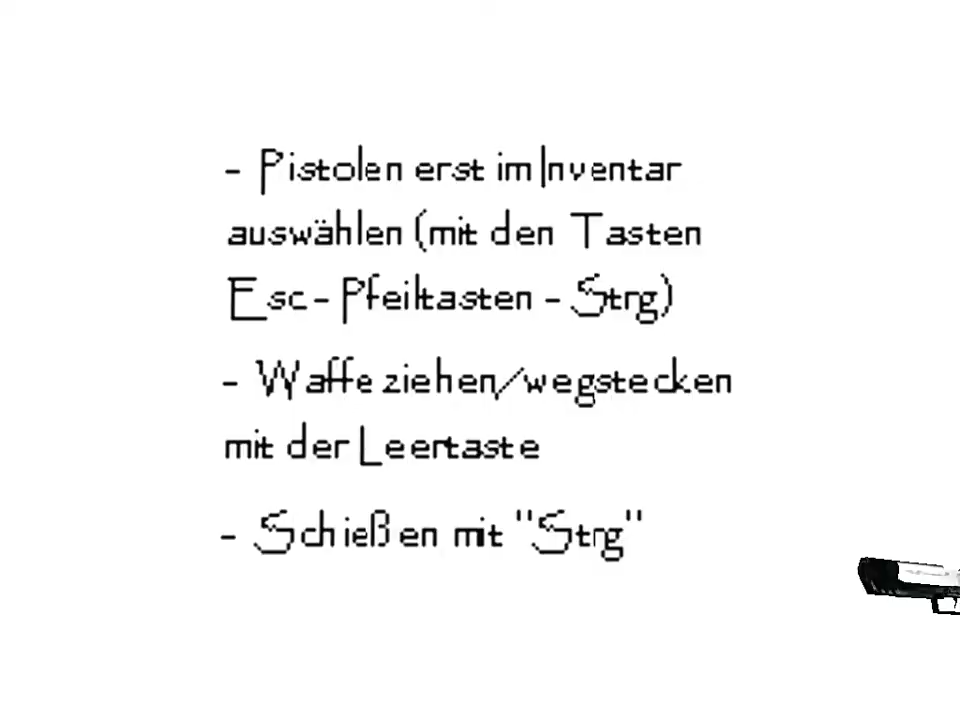 - Pistolen erst im Inventar
auswählen (mit den Tasten
Esc - Pfeiltasten - Strg)
- Waffe ziehen/wegstecken
mit der Leertaste
- Schießen mit "Strg"